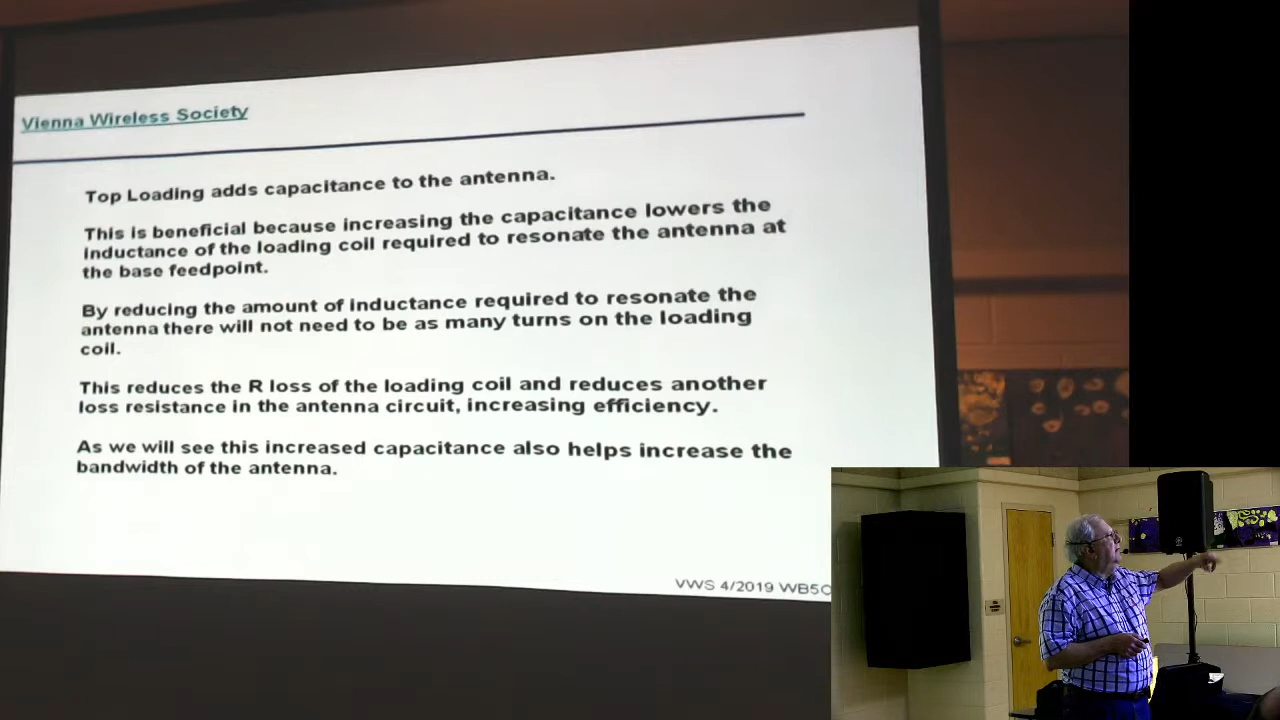 Vienna Wireless Society
Top Loading adds capacitance to the antenna.
This is beneficial because increasing the capacitance lowers the
inductance of the loading coil required to resonate the antenna at
the base feedpoint.
By reducing the amount of inductance required to resonate the
antenna there will not need to be as many turns on the loading
coil.
This reduces the R loss of the loading coil and reduces another
loss resistance in the antenna circuit, increasing efficiency.
As we will see this increased capacitance also helps increase the
bandwidth of the antenna.
VWS 4/2019